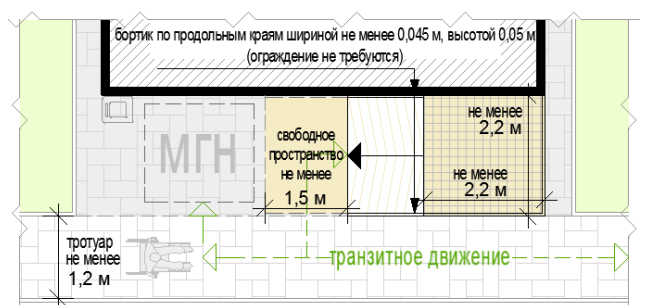 бортик по продольным краям шириной не менее 0,045 м, высотой 0,05 м
(ограждение не требуются)
МГН
свободное
пространство
не менее
1,5 м
не менее
2,2 м
не менее
2,2 м
тротуар
не менее
1,2 м
транзитное движение